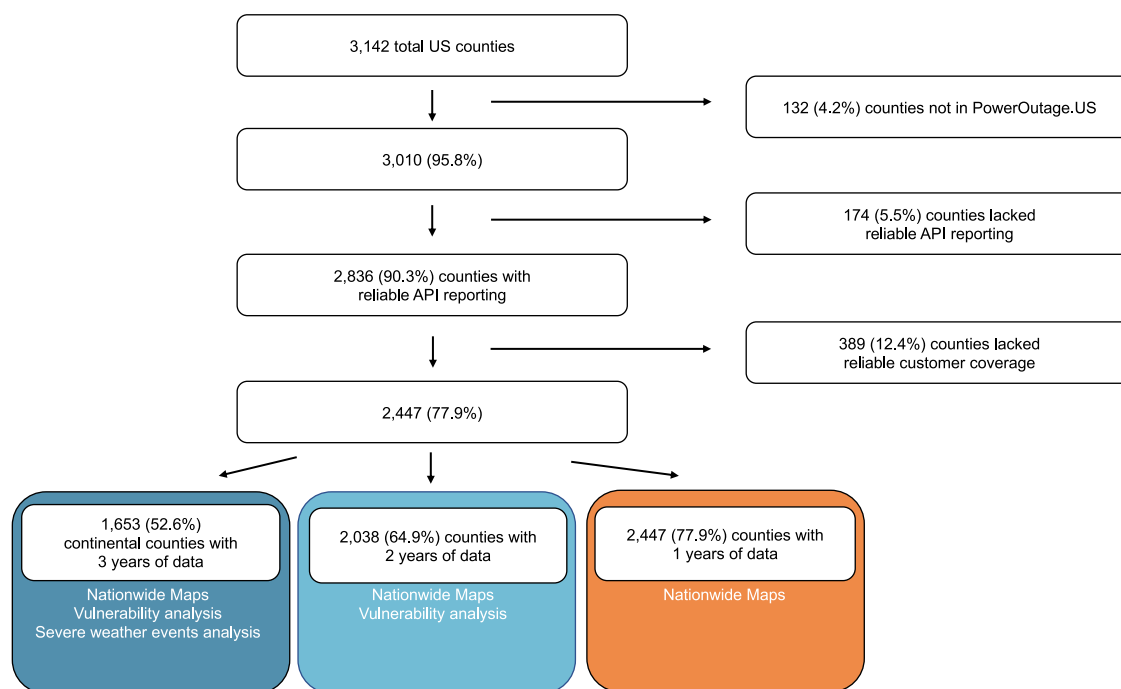 3,142 total US counties
132 (4.2%) counties not in PowerOutage.US
3,010 (95.8%)
174 (5.5%) counties lacked
reliable API reporting
2,836 (90.3%) counties with
reliable API reporting
389 (12.4%) counties lacked
reliable customer coverage
2,447 (77.9%)
1,653 (52.6%)
continental counties with
3 years of data
Nationwide Maps
Vulnerability analysis
Severe weather events analysis
2,038 (64.9%) counties with
2 years of data
Nationwide Maps
Vulnerability analysis
2,447 (77.9%) counties with
1 years of data
Nationwide Maps